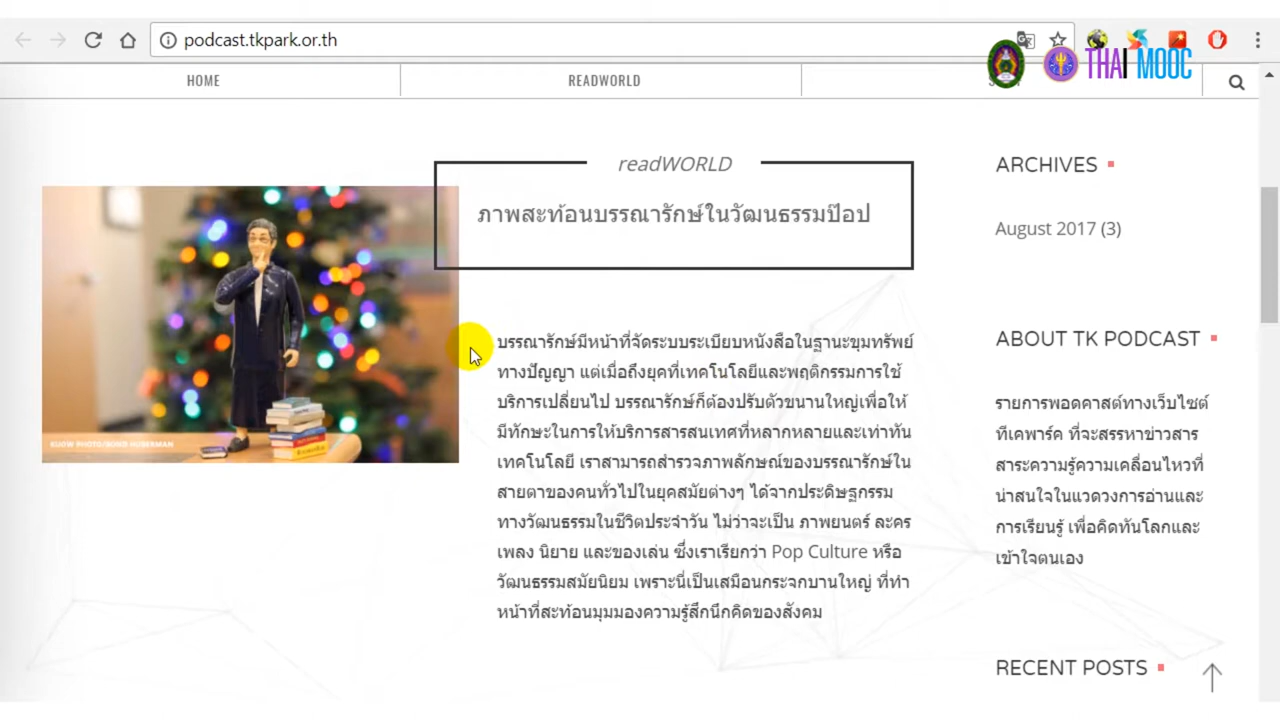 podcast.tkpark.or.th
THAI MOOC
HOME
READWORLD
readWORLD
ภาพสะท้อนบรรณารักษ์ในวัฒนธรรมป๊อป
บรรณารักษ์มีหน้าที่จัดระบบระเบียบหนังสือในฐานะขุมทรัพย์
ทางปัญญา แต่เมื่อถึงยุคที่เทคโนโลยีและพฤติกรรมการใช้
บริการเปลี่ยนไป บรรณารักษ์ก็ต้องปรับตัวขนานใหญ่เพื่อให้
มีทักษะในการให้บริการสารสนเทศที่หลากหลายและเท่าทัน
เทคโนโลยี เราสามารถสำรวจภาพลักษณ์ของบรรณารักษ์ใน
สายตาของคนทั่วไปในยุคสมัยต่างๆ ได้จากประดิษฐกรรม
ทางวัฒนธรรมในชีวิตประจำวัน ไม่ว่าจะเป็น ภาพยนตร์ ละคร
เพลง นิยาย และของเล่น ซึ่งเราเรียกว่า Pop Culture หรือ
วัฒนธรรมสมัยนิยม เพราะนี่เป็นเสมือนกระจกบานใหญ่ ที่ทำ
หน้าที่สะท้อนมุมมองความรู้สึกนึกคิดของสังคม
ARCHIVES
August 2017 (3)
ABOUT TK PODCAST
รายการพอดคาสต์ทางเว็บไซต์
ทีเคพาร์ค ที่จะสรรหาข่าวสาร
สาระความรู้ความเคลื่อนไหวที่
น่าสนใจในแวดวงการอ่านและ
การเรียนรู้ เพื่อคิดทันโลกและ
เข้าใจตนเอง
RECENT POSTS